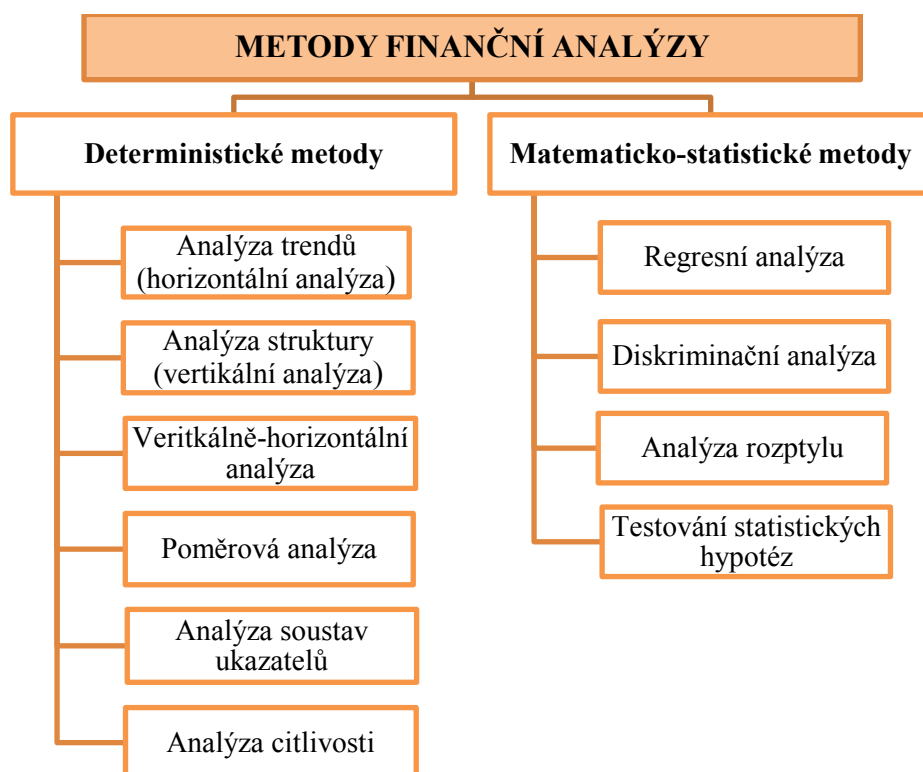 METODY FINANČNÍ ANALÝZY
Deterministické metody
Analýza trendů
(horizontální analýza)
Analýza struktury
(vertikální analýza)
Veritkálně-horizontální
analýza
Poměrová analýza
Analýza soustav
ukazatelů
Analýza citlivosti
Matematicko-statistické metody
Regresní analýza
Diskriminační analýza
Analýza rozptylu
Testování statistických
hypotéz